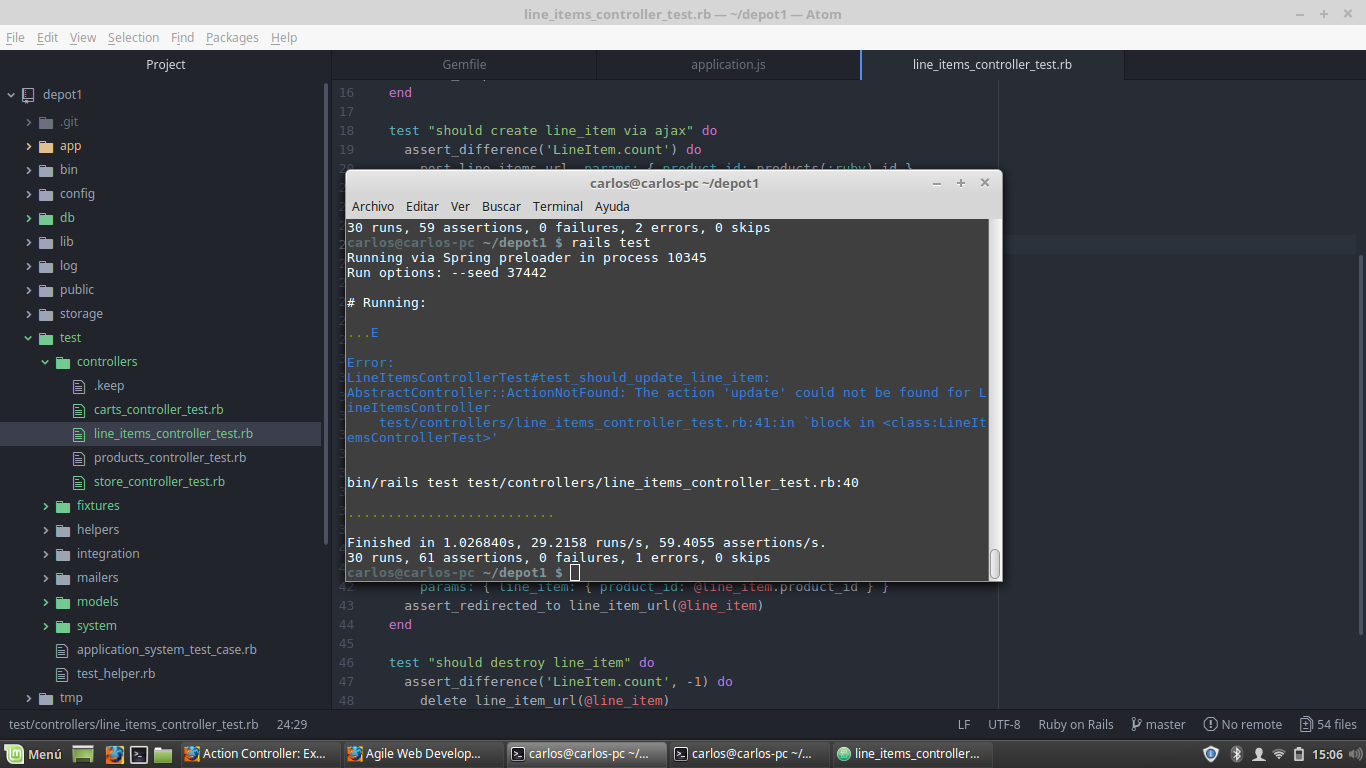 line_items_controller_test.rb — ~/depot1 — Atom
File Edit View Selection Find Packages Help
Project
Gemfile
application.js
line_items_controller_test.rb
depot1
.git
app
bin
config
db
lib
log
public
storage
test
controllers
.keep
carts_controller_test.rb
line_items_controller_test.rb
products_controller_test.rb
store_controller_test.rb
fixtures
helpers
integration
mailers
models
system
application_system_test_case.rb
test_helper.rb
tmp
16 end
17
18 test "should create line_item via ajax" do
19 assert_difference('LineItem.count') do
20 post line_items_url, params: { product_id: products(:ruby).id }
carlos@carlos-pc ~/depot1
Archivo Editar Ver Buscar Terminal Ayuda
30 runs, 59 assertions, 0 failures, 2 errors, 0 skips
carlos@carlos-pc ~/depot1 $ rails test
Running via Spring preloader in process 10345
Run options: --seed 37442
# Running:
...E
Error:
LineItemsControllerTest#test_should_update_line_item:
AbstractController::ActionNotFound: The action 'update' could not be found for L
ineItemsController
test/controllers/line_items_controller_test.rb:41:in `block in <class:LineIt
emsControllerTest>'
bin/rails test test/controllers/line_items_controller_test.rb:40
..........................
Finished in 1.026840s, 29.2158 runs/s, 59.4055 assertions/s.
30 runs, 61 assertions, 0 failures, 1 errors, 0 skips
carlos@carlos-pc ~/depot1 $
42 params: { line_item: { product_id: @line_item.product_id } }
43 assert_redirected_to line_item_url(@line_item)
44 end
45
46 test "should destroy line_item" do
47 assert_difference('LineItem.count', -1) do
48 delete line_item_url(@line_item)
test/controllers/line_items_controller_test.rb 24:29 LF UTF-8 Ruby on Rails master No remote 54 files
Menú Action Controller: Ex... Agile Web Develop... carlos@carlos-pc ~/... carlos@carlos-pc ~/... line_items_controller... 15:06